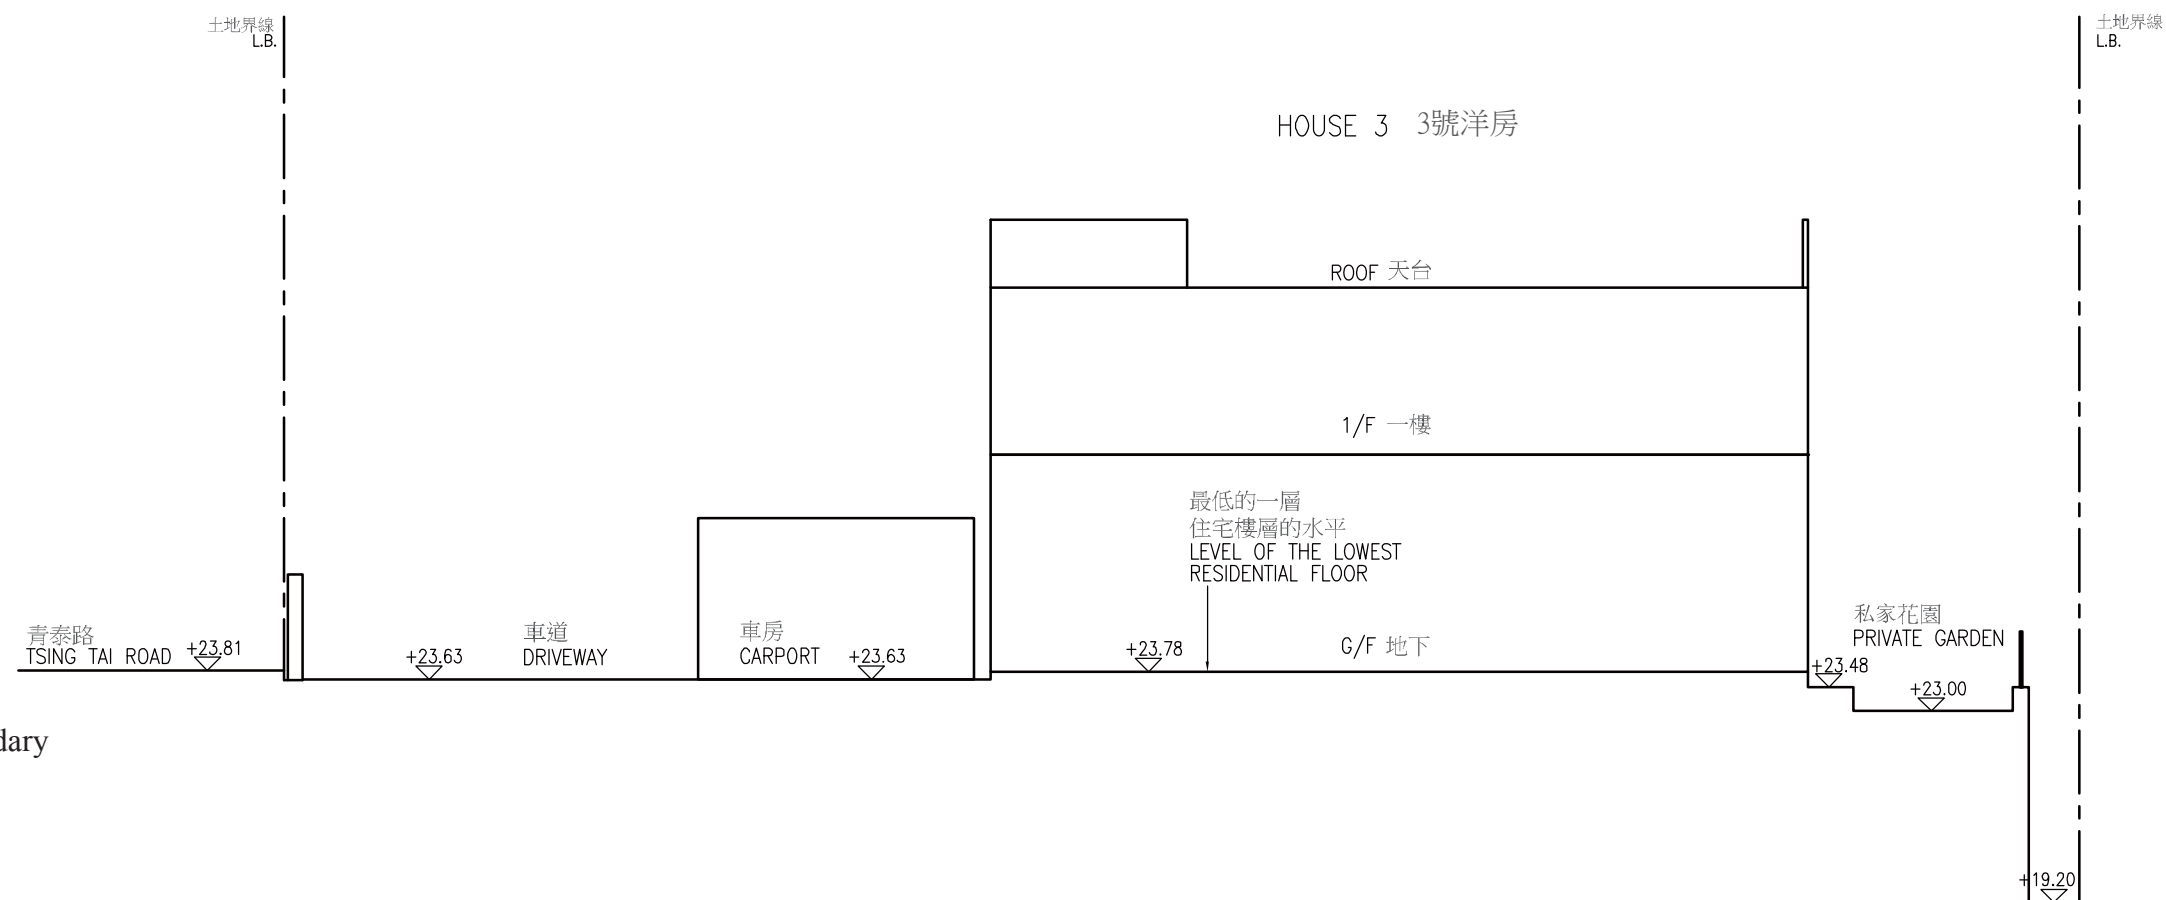 土地界線
L.B.
土地界線
L.B.
HOUSE 3 3號洋房
ROOF 天台
1/F 一樓
最低的一層
住宅樓層的水平
LEVEL OF THE LOWEST
RESIDENTIAL FLOOR
青泰路
TSING TAI ROAD +23.81
+23.63
車道
DRIVEWAY
車房
CARPORT +23.63
+23.78
G/F 地下
私家花園
PRIVATE GARDEN
+23.48
+23.00
dary
+19.20